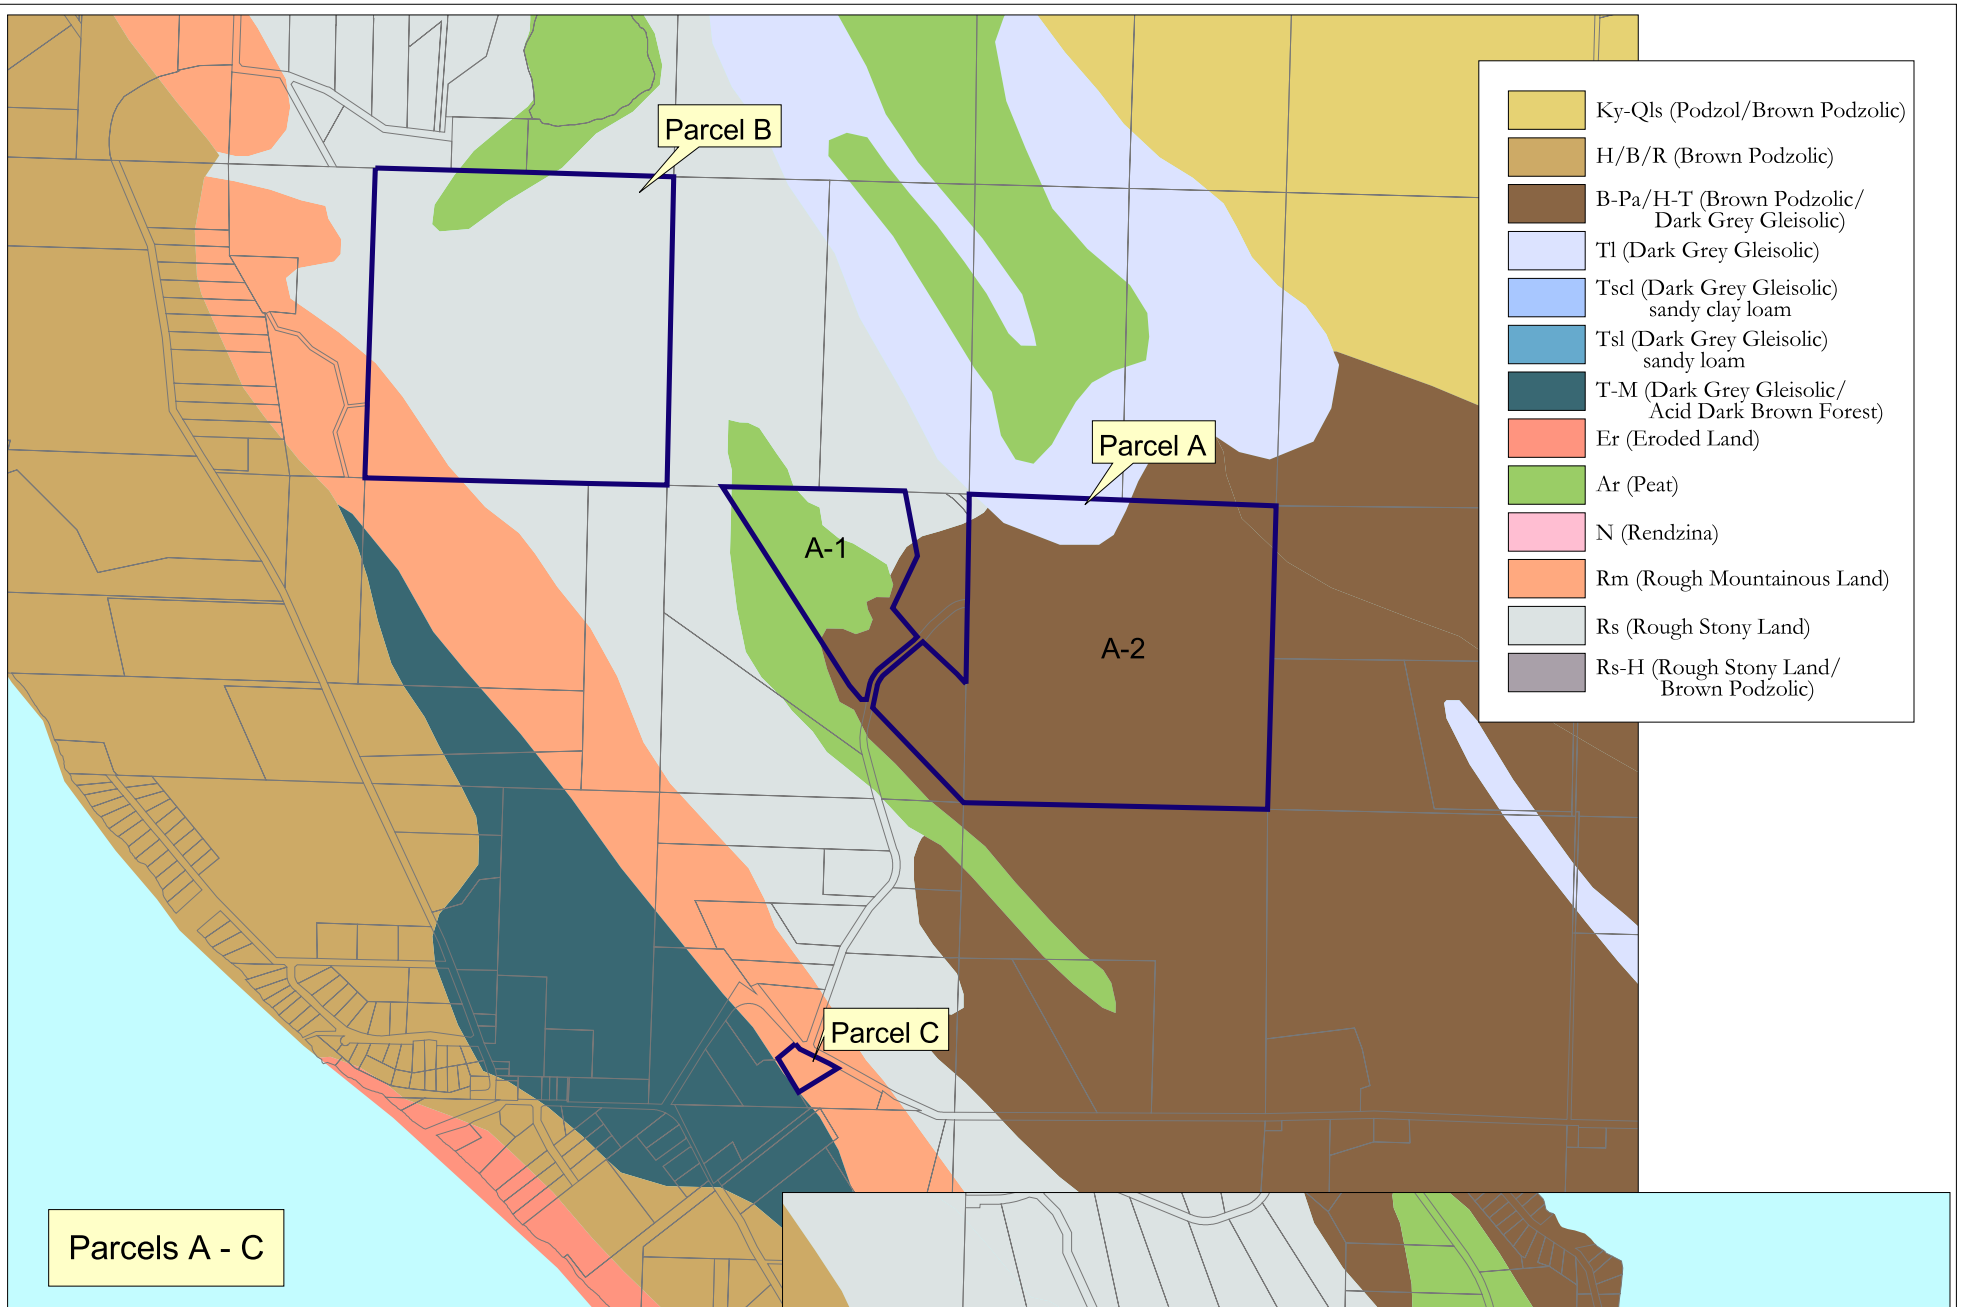 Parcel B
Parcel A
A-1
A-2
Parcel C
Parcels A - C
Ky-Qls (Podzol/Brown Podzolic)
H/B/R (Brown Podzolic)
B-Pa/H-T (Brown Podzolic/
Dark Grey Gleisolic)
Tl (Dark Grey Gleisolic)
Tscl (Dark Grey Gleisolic)
sandy clay loam
Tsl (Dark Grey Gleisolic)
sandy loam
T-M (Dark Grey Gleisolic/
Acid Dark Brown Forest)
Er (Eroded Land)
Ar (Peat)
N (Rendzina)
Rm (Rough Mountainous Land)
Rs (Rough Stony Land)
Rs-H (Rough Stony Land/
Brown Podzolic)